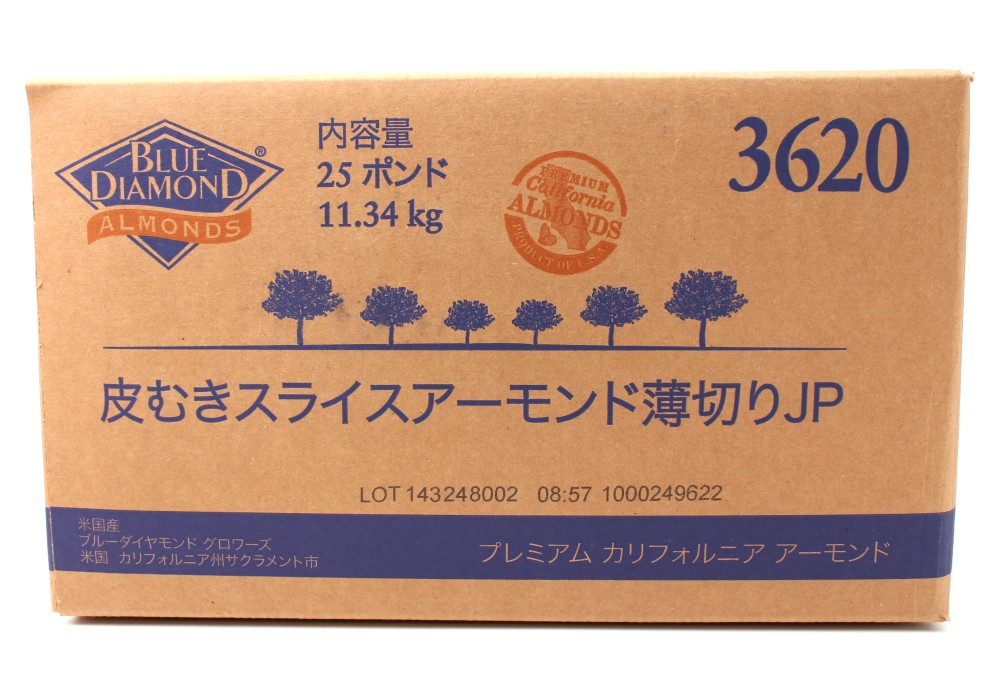 BLUE
DIAMOND®
ALMONDS
内容量
25 ポンド
11.34 kg
PREMIUM
California
ALMONDS
PRODUCT OF U.S.A.
3620
皮むきスライスアーモンド薄切りJP
LOT 143248002 08:57 1000249622
米国産
ブルーダイヤモンド グロワーズ
米国 カリフォルニア州サクラメント市
プレミアム カリフォルニア アーモンド